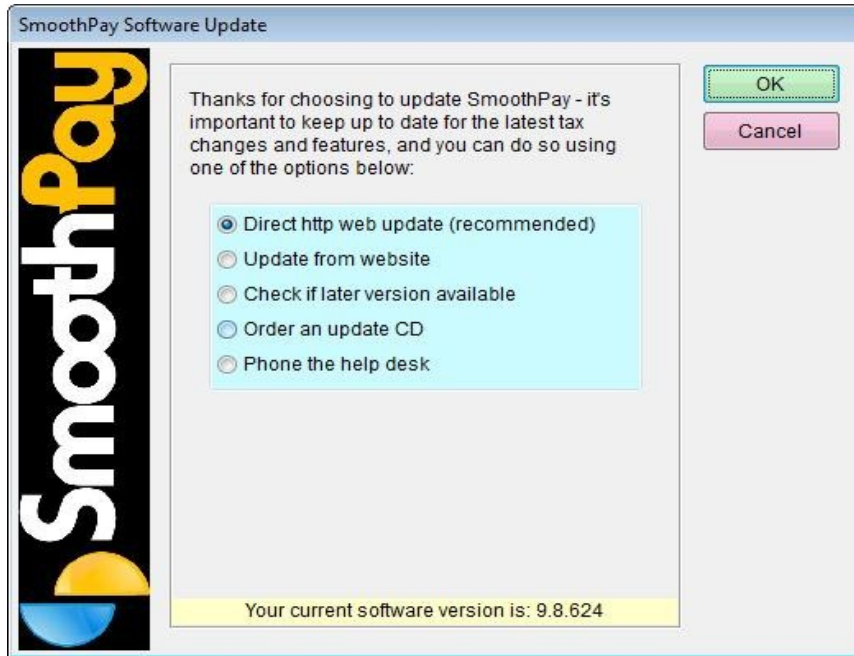 SmoothPay Software Update
SmoothPay
Thanks for choosing to update SmoothPay - it's
important to keep up to date for the latest tax
changes and features, and you can do so using
one of the options below:
Direct http web update (recommended)
Update from website
Check if later version available
Order an update CD
Phone the help desk
Your current software version is: 9.8.624
OK
Cancel